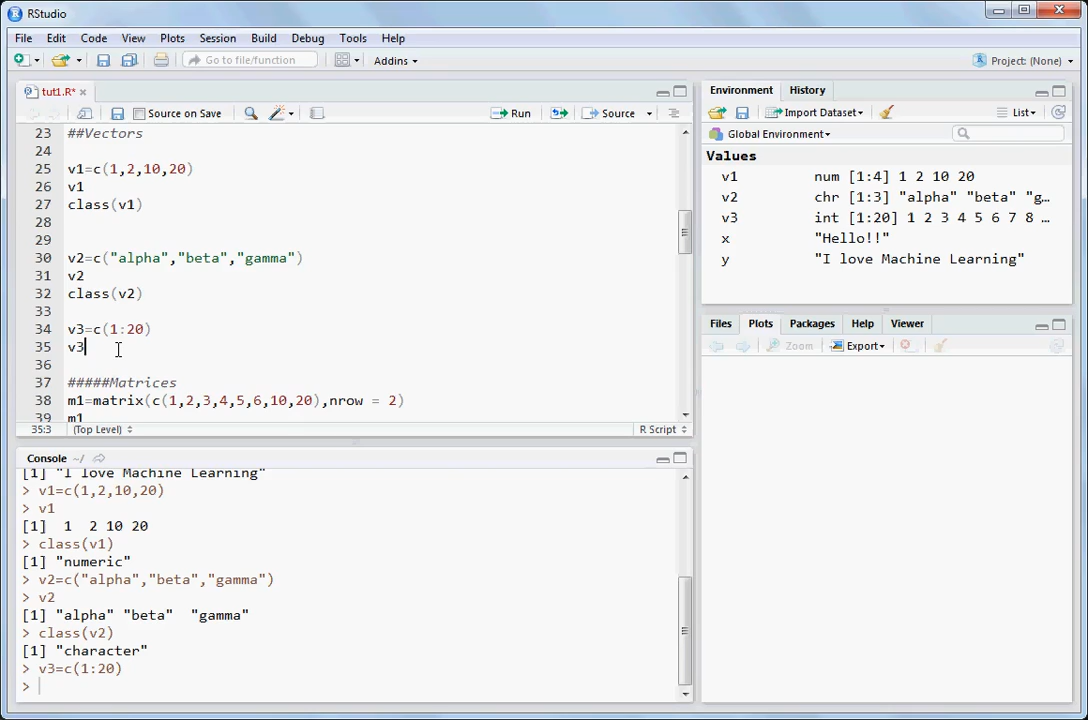 RStudio
File Edit Code View Plots Session Build Debug Tools Help
Go to file/function Addins Project: (None)
tut1.R*
Source on Save Run Source
23 ##Vectors
24
25 v1=c(1,2,10,20)
26 v1
27 class(v1)
28
29
30 v2=c("alpha","beta","gamma")
31 v2
32 class(v2)
33
34 v3=c(1:20)
35 v3
36
37 #####Matrices
38 m1=matrix(c(1,2,3,4,5,6,10,20),nrow = 2)
39 m1
35:3 (Top Level) R Script
Console ~/
[1] "I love Machine Learning"
> v1=c(1,2,10,20)
> v1
[1]  1  2 10 20
> class(v1)
[1] "numeric"
> v2=c("alpha","beta","gamma")
> v2
[1] "alpha" "beta"  "gamma"
> class(v2)
[1] "character"
> v3=c(1:20)
>
Environment History
Import Dataset List
Global Environment
Values
v1 num [1:4] 1 2 10 20
v2 chr [1:3] "alpha" "beta" "g…
v3 int [1:20] 1 2 3 4 5 6 7 8 …
x "Hello!!"
y "I love Machine Learning"
Files Plots Packages Help Viewer
Zoom Export